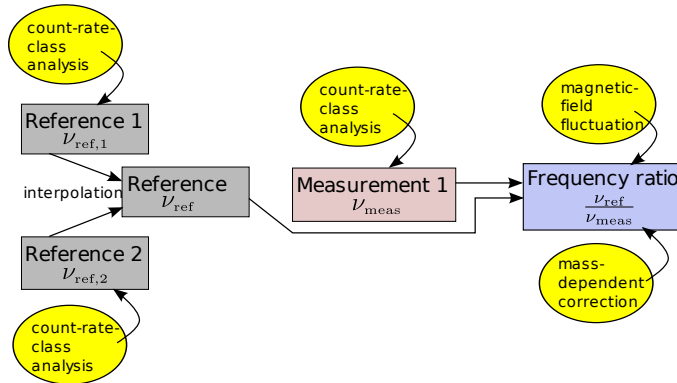 count-rate-
class
analysis
Reference 1
ν_ref,1
interpolation
Reference
ν_ref
Reference 2
ν_ref,2
count-rate-
class
analysis
count-rate-
class
analysis
Measurement 1
ν_meas
magnetic-
field
fluctuation
Frequency ratio
ν_ref
ν_meas
mass-
dependent
correction